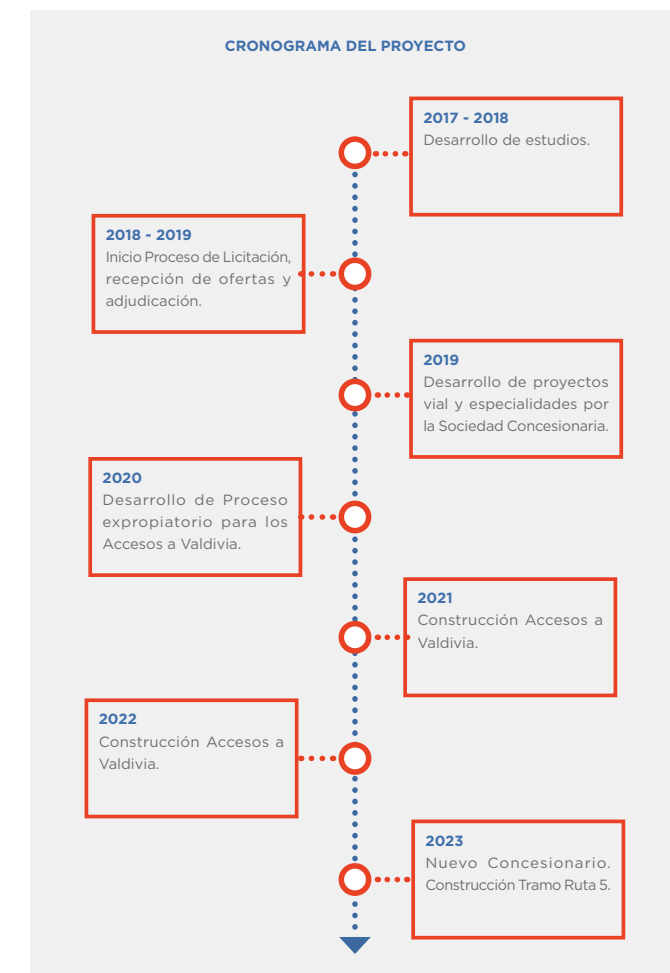 CRONOGRAMA DEL PROYECTO
2017 - 2018
Desarrollo de estudios.
2018 - 2019
Inicio Proceso de Licitación,
recepción de ofertas y
adjudicación.
2019
Desarrollo de proyectos
vial y especialidades por
la Sociedad Concesionaria.
2020
Desarrollo de Proceso
expropiatorio para los
Accesos a Valdivia.
2021
Construcción Accesos a
Valdivia.
2022
Construcción Accesos a
Valdivia.
2023
Nuevo Concesionario.
Construcción Tramo Ruta 5.